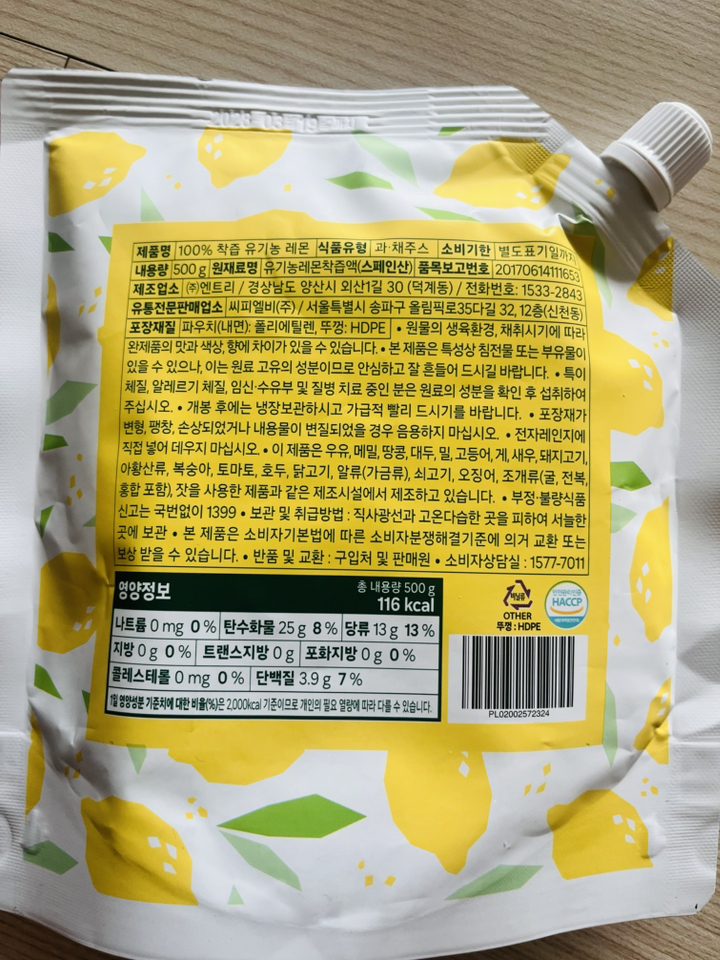 제품명 100% 착즙 유기농 레몬 식품유형 과·채주스 소비기한 별도표기일까지
내용량 500 g 원재료명 유기농레몬착즙액(스페인산) 품목보고번호 20170614111653
제조업소 ㈜엔트리 / 경상남도 양산시 외산1길 30 (덕계동) / 전화번호: 1533-2843
유통전문판매업소 씨피엘비(주) / 서울특별시 송파구 올림픽로35다길 32, 12층(신천동)
포장재질 파우치(내면): 폴리에틸렌, 뚜껑: HDPE • 원물의 생육환경, 채취시기에 따라
완제품의 맛과 색상, 향에 차이가 있을 수 있습니다. • 본 제품은 특성상 침전물 또는 부유물이
있을 수 있으나, 이는 원료 고유의 성분이므로 안심하고 잘 흔들어 드시길 바랍니다. • 특이
체질, 알레르기 체질, 임신·수유부 및 질병 치료 중인 분은 원료의 성분을 확인 후 섭취하여
주십시오. • 개봉 후에는 냉장보관하시고 가급적 빨리 드시기를 바랍니다. • 포장재가
변형, 팽창, 손상되었거나 내용물이 변질되었을 경우 음용하지 마십시오. • 전자레인지에
직접 넣어 데우지 마십시오. • 이 제품은 우유, 메밀, 땅콩, 대두, 밀, 고등어, 게, 새우, 돼지고기,
아황산류, 복숭아, 토마토, 호두, 닭고기, 알류(가금류), 쇠고기, 오징어, 조개류(굴, 전복,
홍합 포함), 잣을 사용한 제품과 같은 제조시설에서 제조하고 있습니다. • 부정·불량식품
신고는 국번없이 1399 • 보관 및 취급방법 : 직사광선과 고온다습한 곳을 피하여 서늘한
곳에 보관 • 본 제품은 소비자기본법에 따른 소비자분쟁해결기준에 의거 교환 또는
보상 받을 수 있습니다. • 반품 및 교환 : 구입처 및 판매원 • 소비자상담실 : 1577-7011
영양정보 총 내용량 500 g
116 kcal
나트륨 0 mg 0 % 탄수화물 25 g 8 % 당류 13 g 13 %
지방 0 g 0 % 트랜스지방 0 g 포화지방 0 g 0 %
콜레스테롤 0 mg 0 % 단백질 3.9 g 7 %
1일 영양성분 기준치에 대한 비율(%)은 2,000kcal 기준이므로 개인의 필요 열량에 따라 다를 수 있습니다.
비닐류
OTHER
뚜껑 : HDPE
HACCP
PL02002572324